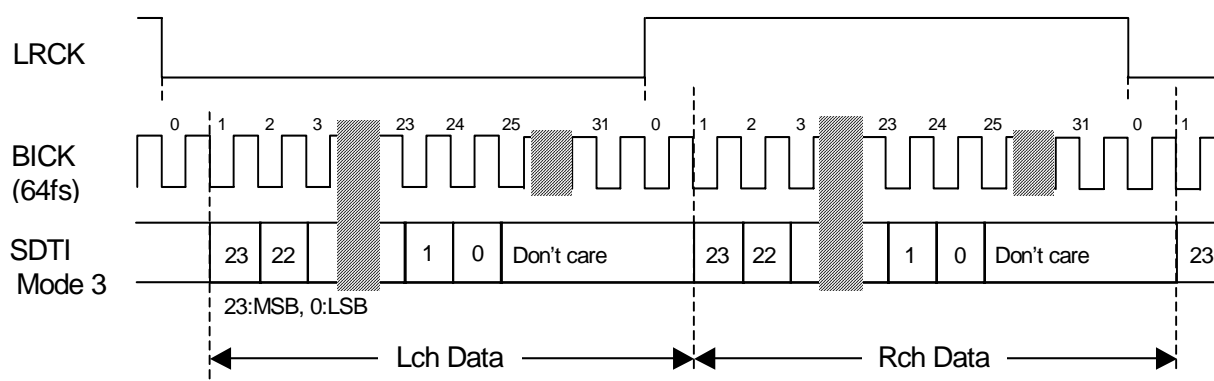 LRCK
0 1 2 3 23 24 25 31 0 1 2 3 23 24 25 31 0 1
BICK
(64fs)
SDTI
Mode 3
23 22 1 0 Don't care 23 22 1 0 Don't care 23
23:MSB, 0:LSB
Lch Data Rch Data